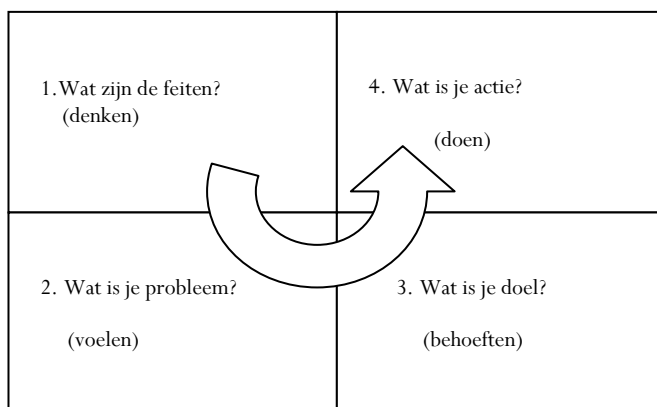 1.Wat zijn de feiten?
(denken)
2. Wat is je probleem?
(voelen)
3. Wat is je doel?
(behoeften)
4. Wat is je actie?
(doen)